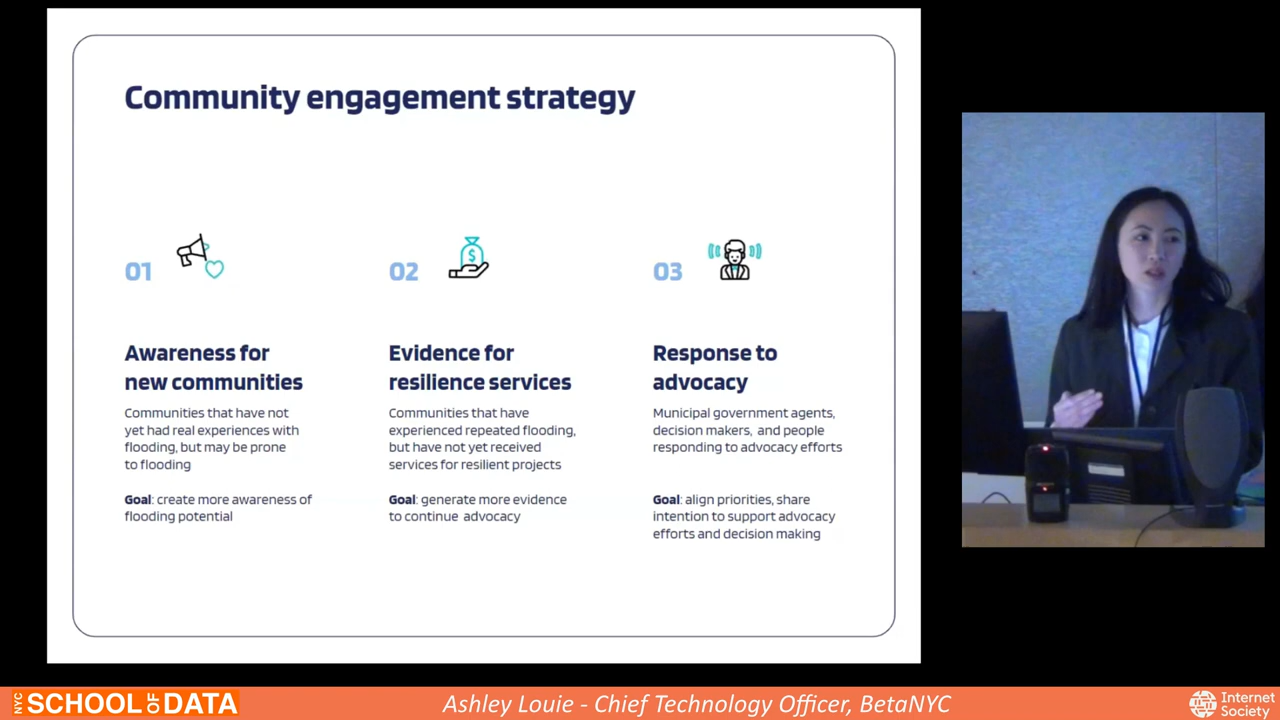 Community engagement strategy
01
02
$
03
Awareness for
new communities
Communities that have not
yet had real experiences with
flooding, but may be prone
to flooding
Goal: create more awareness of
flooding potential
Evidence for
resilience services
Communities that have
experienced repeated flooding,
but have not yet received
services for resilient projects
Goal: generate more evidence
to continue advocacy
Response to
advocacy
Municipal government agents,
decision makers, and people
responding to advocacy efforts
Goal: align priorities, share
intention to support advocacy
efforts and decision making
NYC SCHOOL OF DATA
Ashley Louie - Chief Technology Officer, BetaNYC
Internet
Society